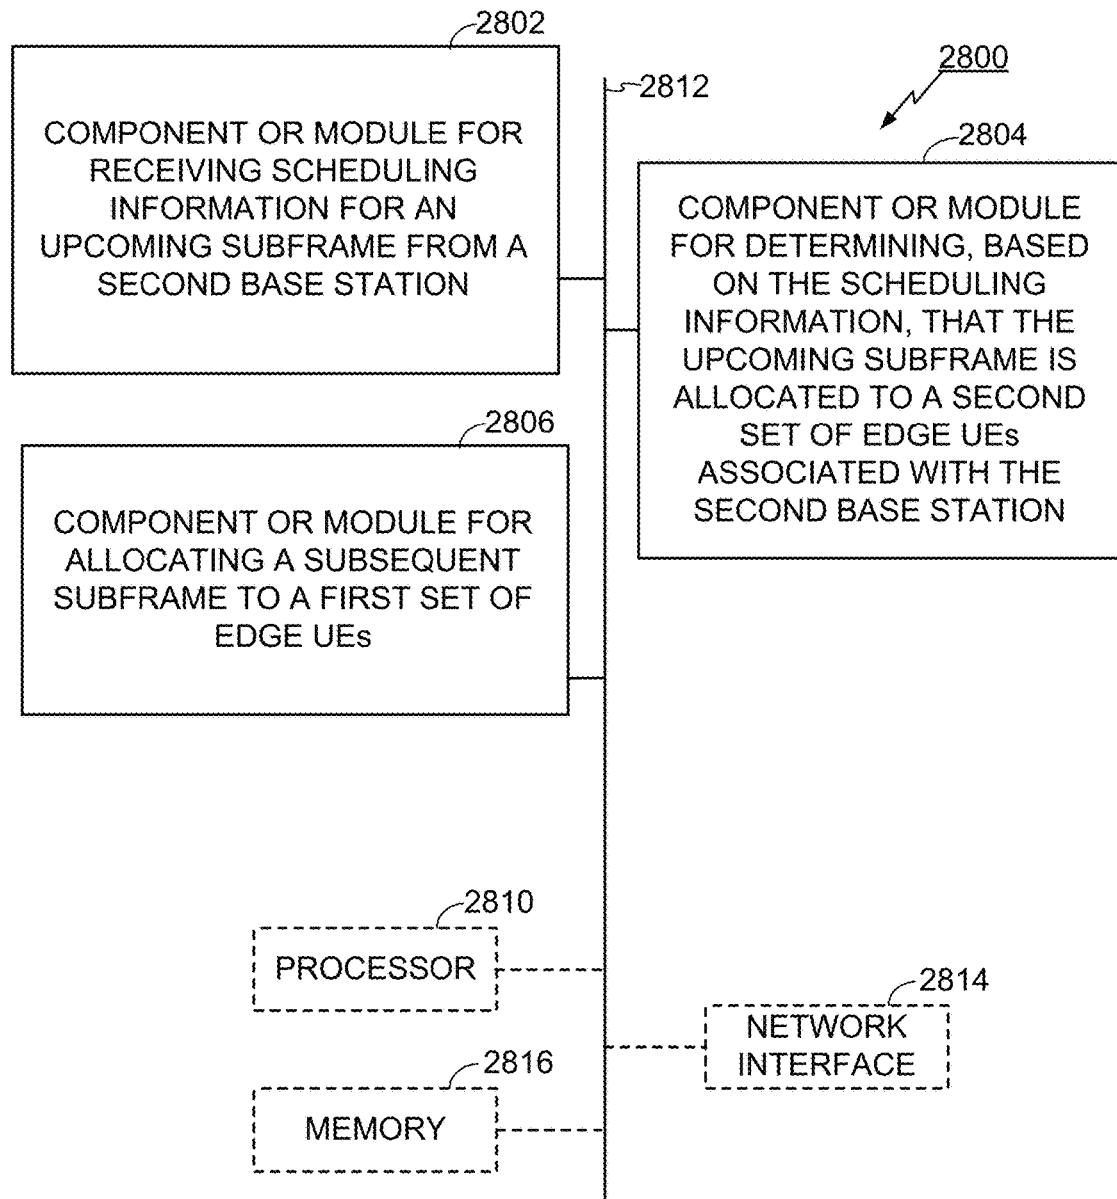 2802
COMPONENT OR MODULE FOR
RECEIVING SCHEDULING
INFORMATION FOR AN
UPCOMING SUBFRAME FROM A
SECOND BASE STATION
2812
2800
2804
COMPONENT OR MODULE
FOR DETERMINING, BASED
ON THE SCHEDULING
INFORMATION, THAT THE
UPCOMING SUBFRAME IS
ALLOCATED TO A SECOND
SET OF EDGE UEs
ASSOCIATED WITH THE
SECOND BASE STATION
2806
COMPONENT OR MODULE FOR
ALLOCATING A SUBSEQUENT
SUBFRAME TO A FIRST SET OF
EDGE UEs
2810
PROCESSOR
2814
NETWORK
INTERFACE
2816
MEMORY